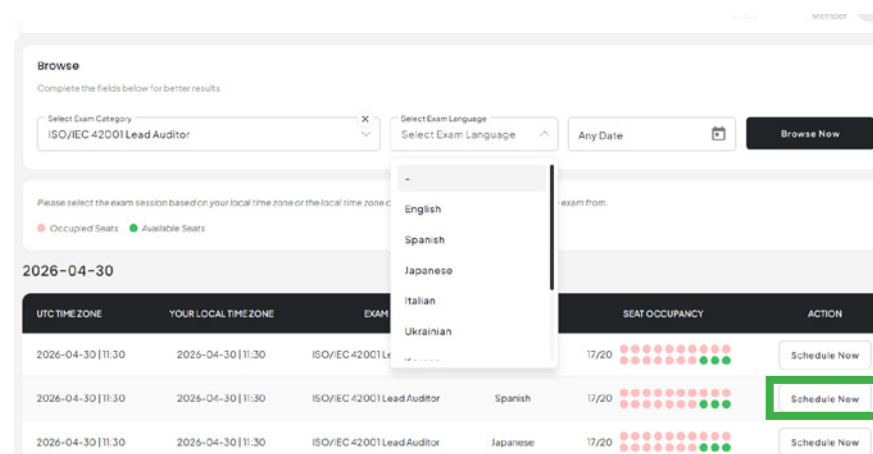 Member
Browse
Complete the fields below for better results
Select Exam Category
ISO/IEC 42001 Lead Auditor
X
Select Exam Language
Select Exam Language
Any Date
Browse Now
-
English
Spanish
Japanese
Italian
Ukrainian
Please select the exam session based on your local time zone or the local time zone
exam from.
Occupied Seats
Available Seats
2026-04-30
UTC TIME ZONE YOUR LOCAL TIME ZONE EXAM SEAT OCCUPANCY ACTION
2026-04-30 | 11:30 2026-04-30 | 11:30 ISO/IEC 42001 17/20 Schedule Now
2026-04-30 | 11:30 2026-04-30 | 11:30 ISO/IEC 42001 Lead Auditor Spanish 17/20 Schedule Now
2026-04-30 | 11:30 2026-04-30 | 11:30 ISO/IEC 42001 Lead Auditor Japanese 17/20 Schedule Now